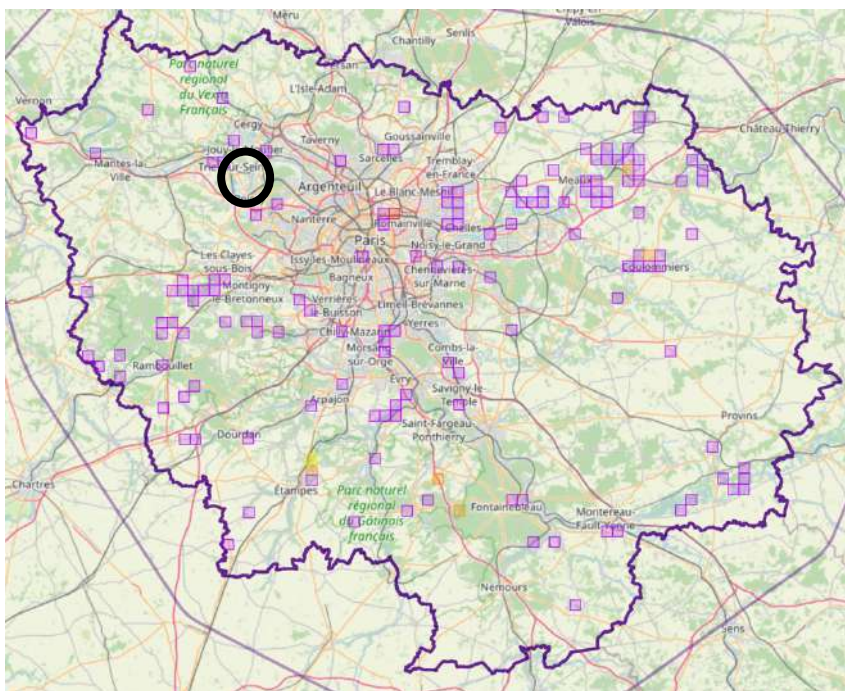 Méru
Chantilly
Senlis
Valois
Parc naturel
régional
du Vexin
Français
L'Isle-Adam
Vernon
Cergy
Taverny
Goussainville
Château-Thierry
Mantes-la-
Ville
Sarcelles
Tremblay
-en-France
Meaux
Argenteuil
Le Blanc-Mesnil
Nanterre
Romainville
Chelles
Paris
Noisy-le-Grand
Les Clayes-
sous-Bois
Issy-les-Moulineaux
Coulommiers
Montigny
-le-Bretonneux
Bagneux
Chennevières
-sur-Marne
Verrières
-le-Buisson
Limeil-Brévannes
Chilly-Mazarin
Yerres
Morsang
-sur-Orge
Combs-la-
Ville
Rambouillet
Évry
Savigny-le-
Temple
Arpajon
Provins
Dourdan
Saint-Fargeau-
Ponthierry
Chartres
Étampes
Parc naturel
régional
du Gâtinais
français
Fontainebleau
Montereau-
Fault-Yonne
Nemours
Sens